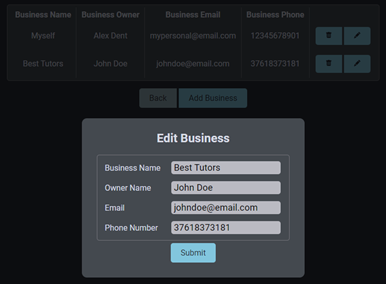 Business Name Business Owner Business Email Business Phone
Myself Alex Dent mypersonal@email.com 12345678901
Best Tutors John Doe johndoe@email.com 37618373181
Back Add Business
Edit Business
Business Name Best Tutors
Owner Name John Doe
Email johndoe@email.com
Phone Number 37618373181
Submit